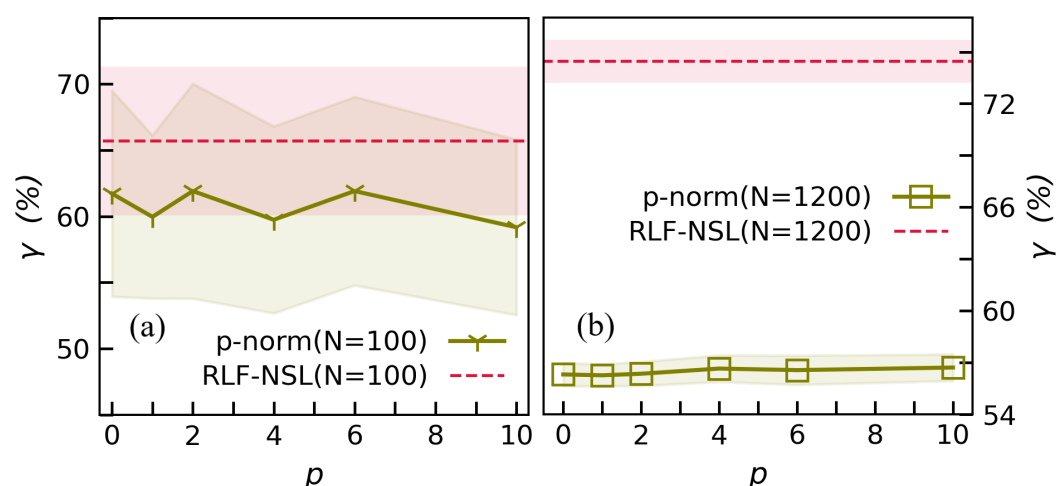 70
60
50
γ (%)
(a)
p-norm(N=100)
RLF-NSL(N=100)
0 2 4 6 8 10
p
72
66
60
54
γ (%)
p-norm(N=1200)
RLF-NSL(N=1200)
(b)
0 2 4 6 8 10
p